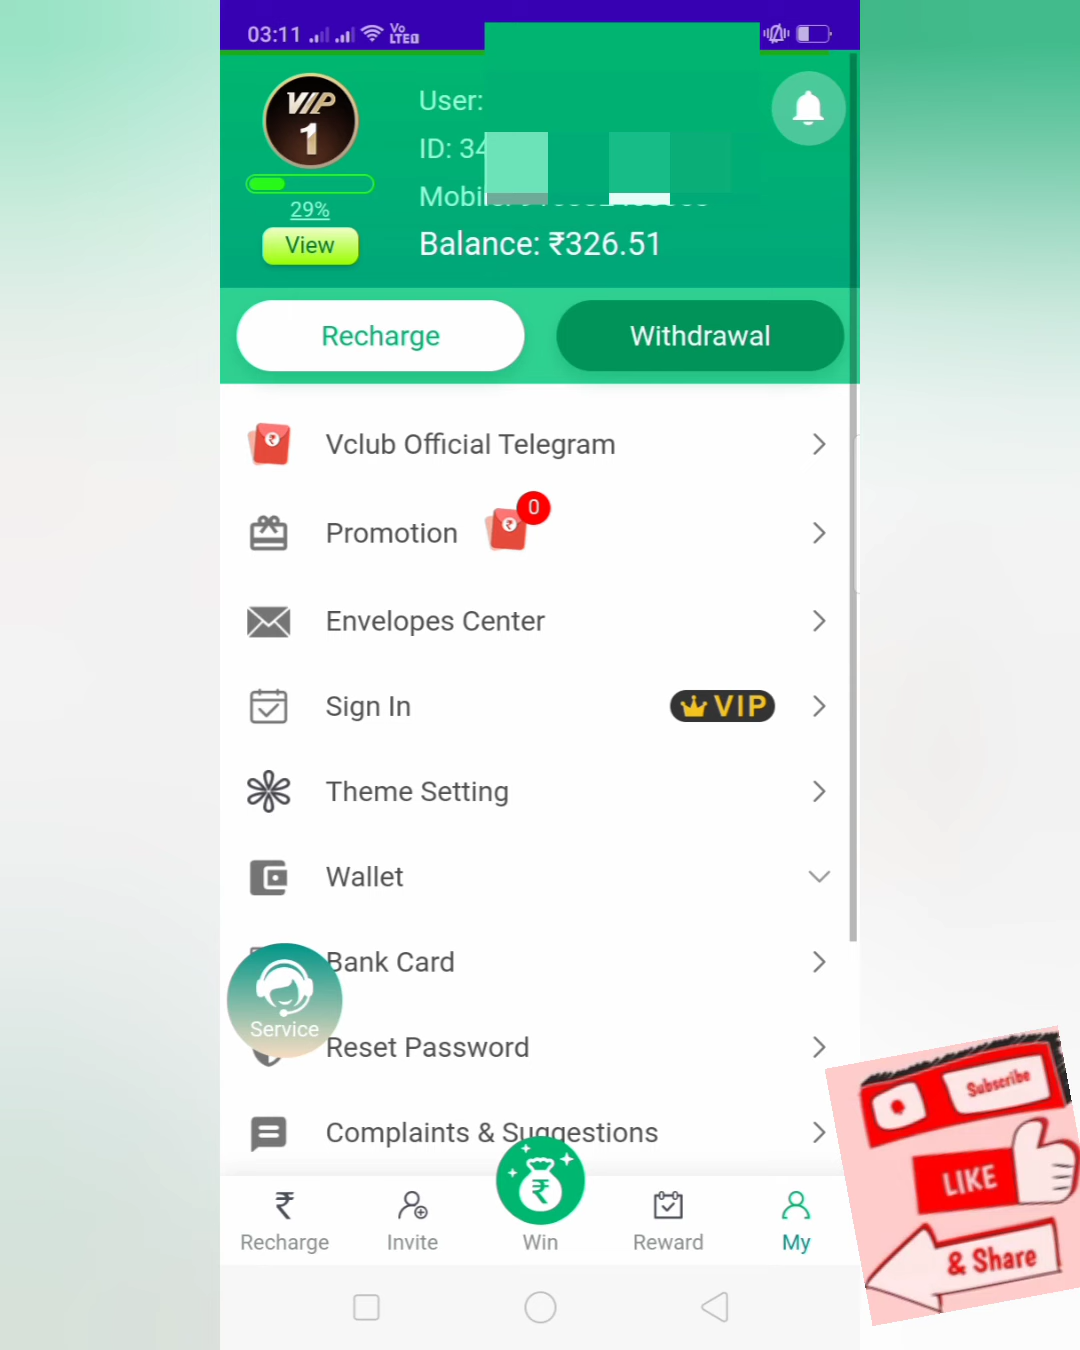 03:11 Vo LTE
VIP
1
29%
View
User:
ID: 34
Balance: ₹326.51
Recharge
Withdrawal
Vclub Official Telegram
Promotion 0
Envelopes Center
Sign In VIP
Theme Setting
Wallet
Bank Card
Service
Reset Password
Complaints & Suggestions
Recharge
Invite
Win
Reward
My
Subscribe
LIKE
& Share